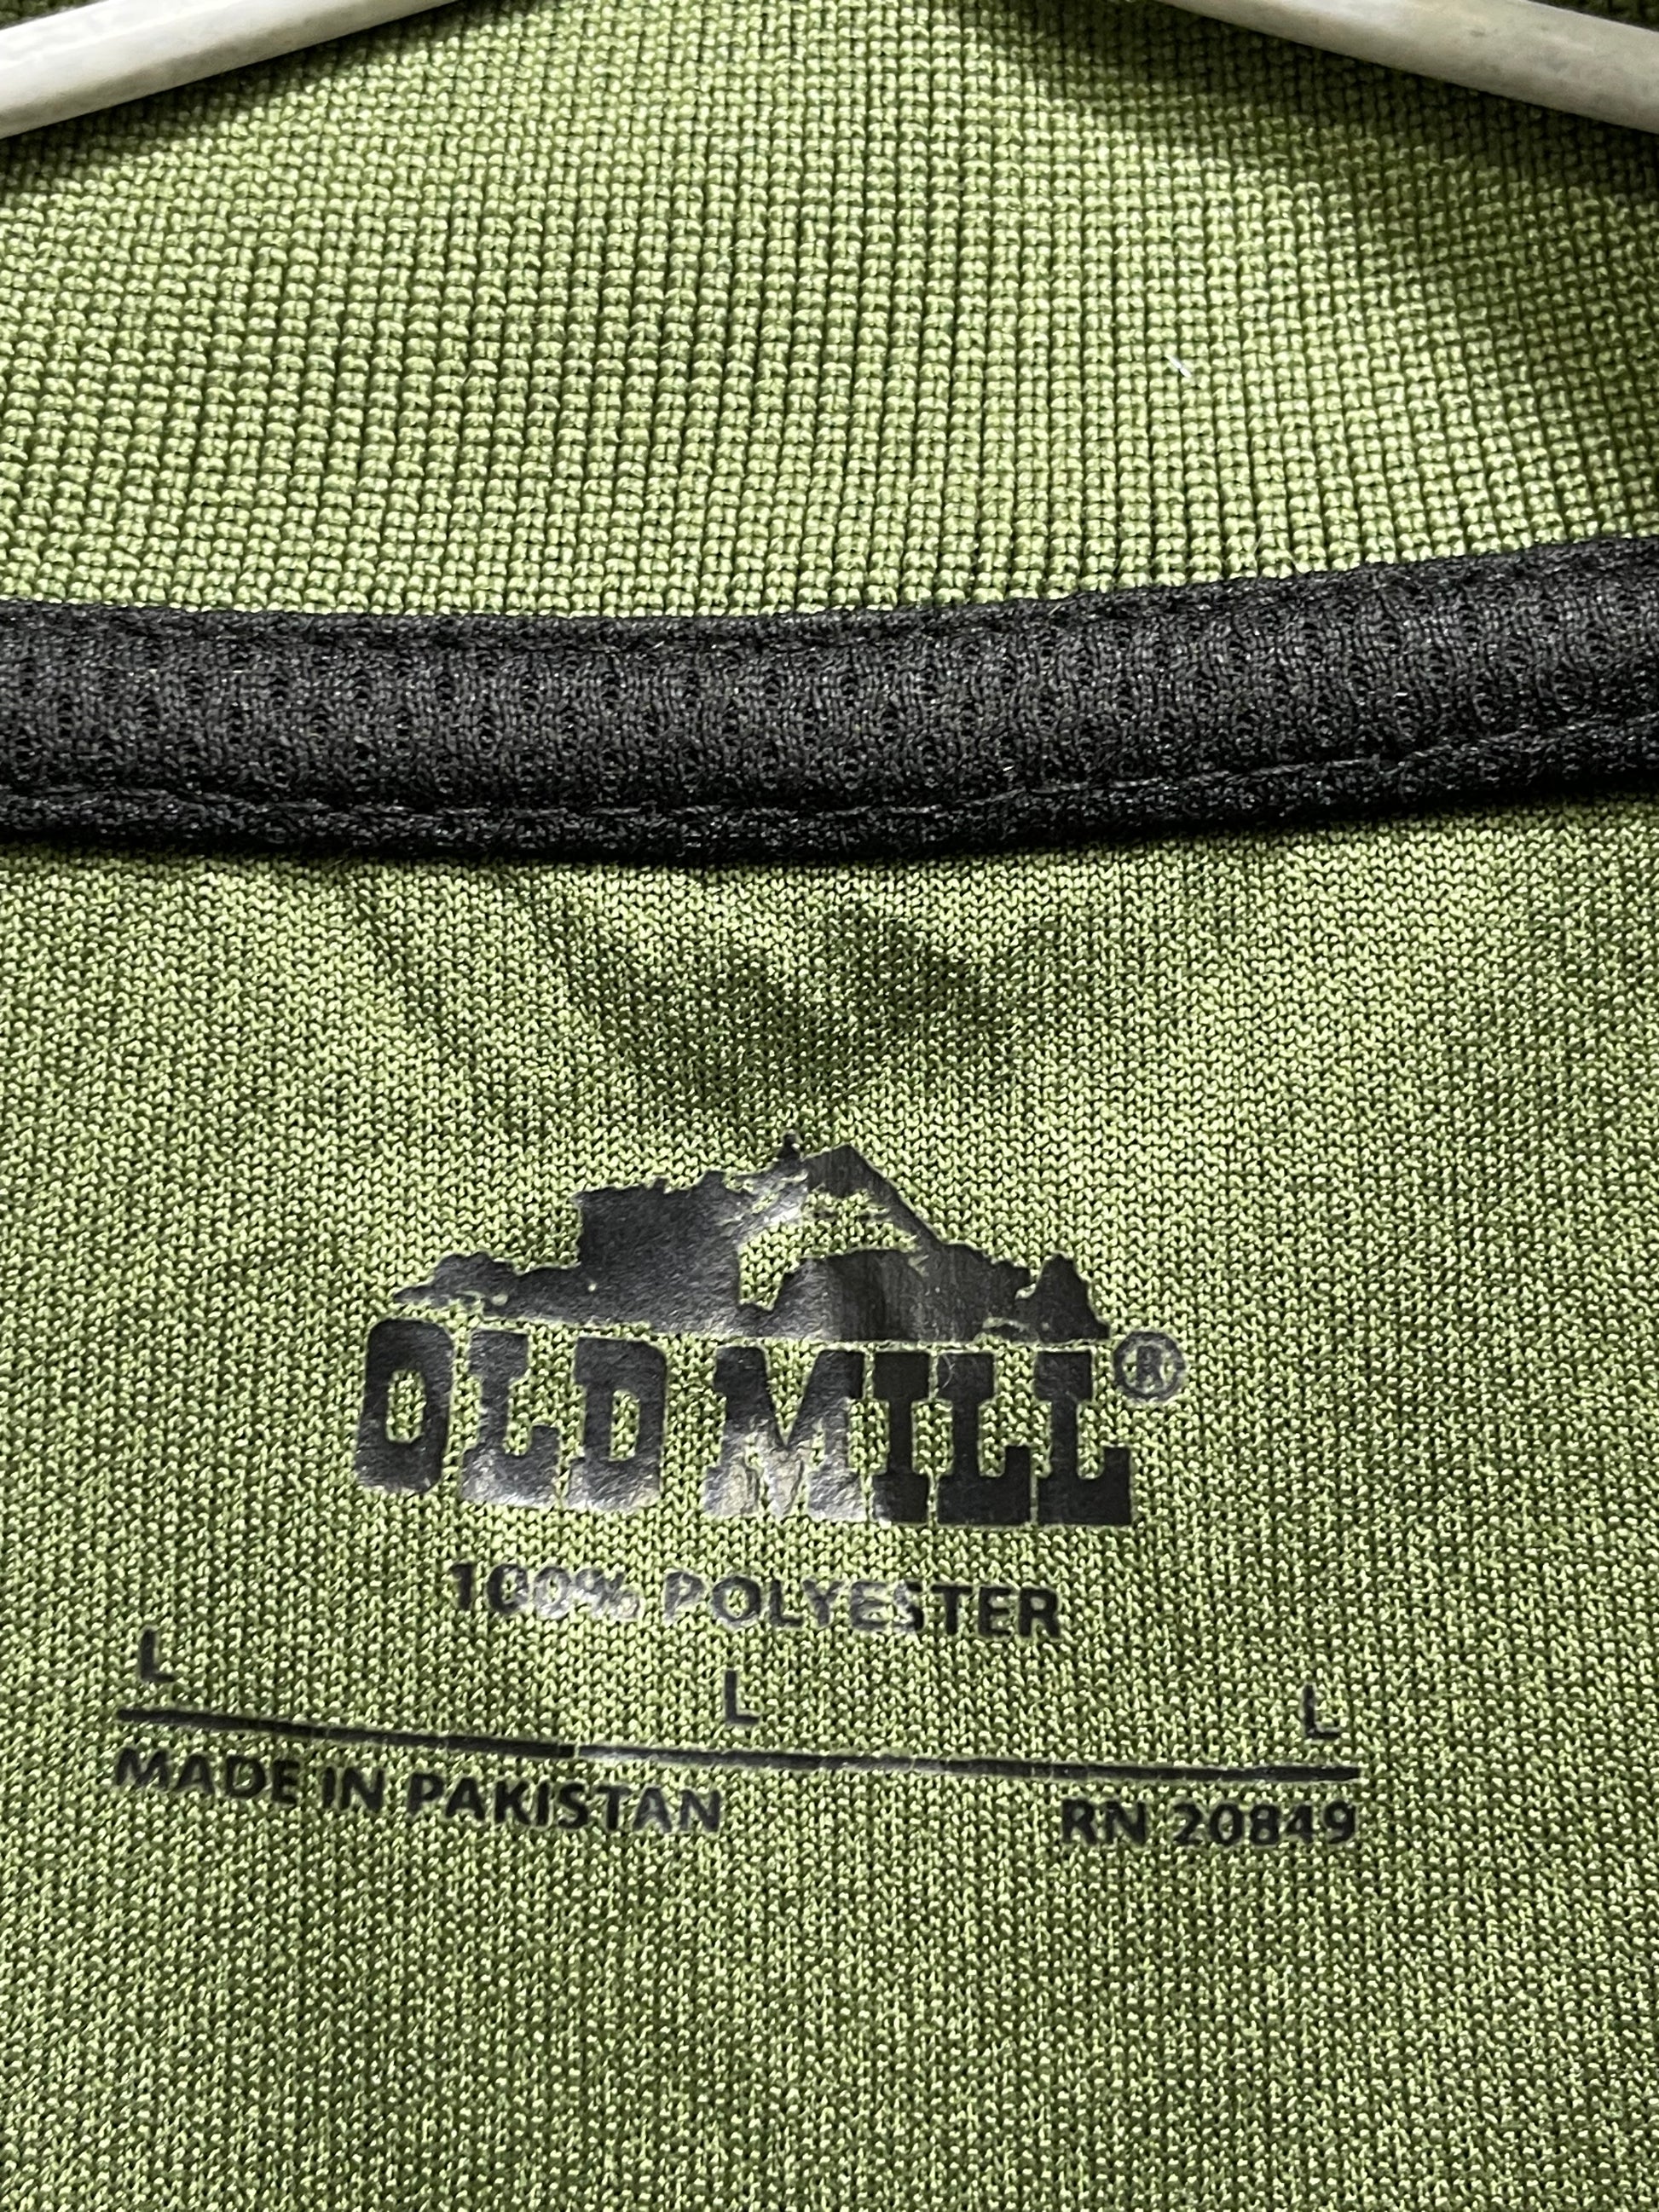 OLD MILL®
100% POLYESTER
L L L
MADE IN PAKISTAN RN 20849